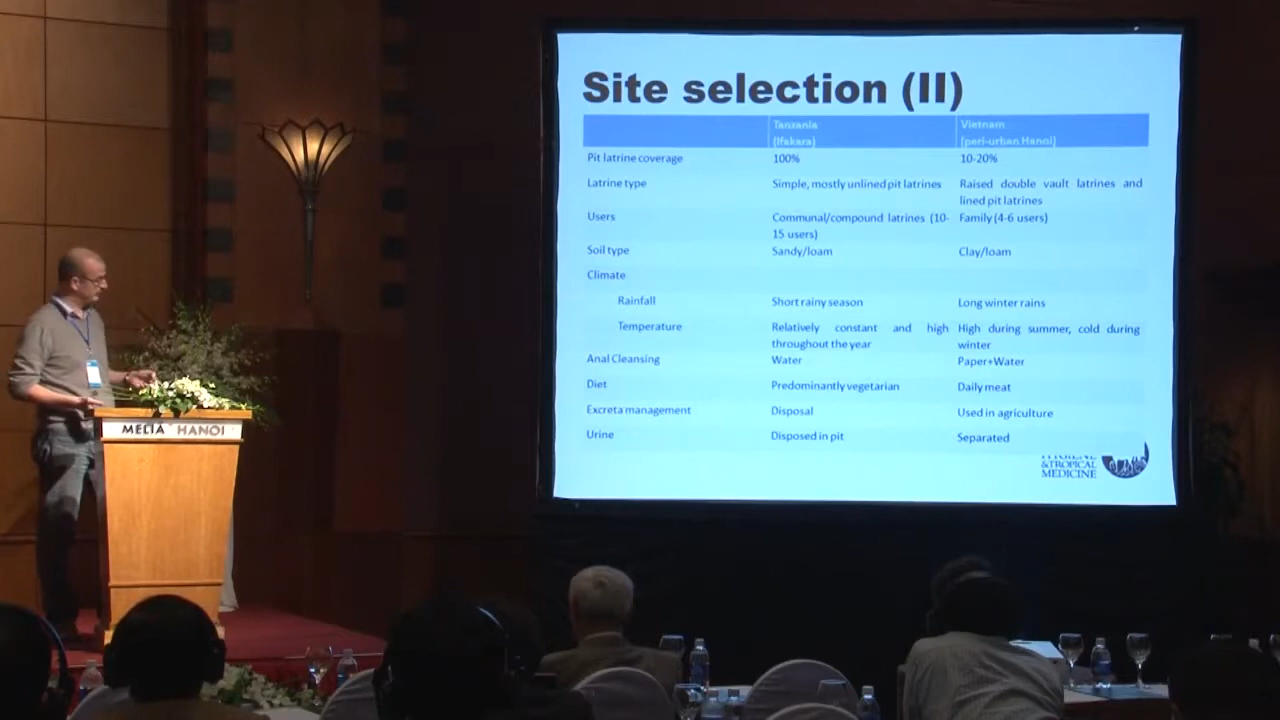 Site selection (II)
Tanzania Vietnam
(Ifakara) (peri-urban Hanoi)
Pit latrine coverage 100% 10-20%
Latrine type Simple, mostly unlined pit latrines Raised double vault latrines and
lined pit latrines
Users Communal/compound latrines (10- Family (4-6 users)
15 users)
Soil type Sandy/loam Clay/loam
Climate
Rainfall Short rainy season Long winter rains
Temperature Relatively constant and high High during summer, cold during
throughout the year winter
Anal Cleansing Water Paper+Water
Diet Predominantly vegetarian Daily meat
Excreta management Disposal Used in agriculture
Urine Disposed in pit Separated
HYGIENE
&TROPICAL
MEDICINE
MELIÃ HANOI